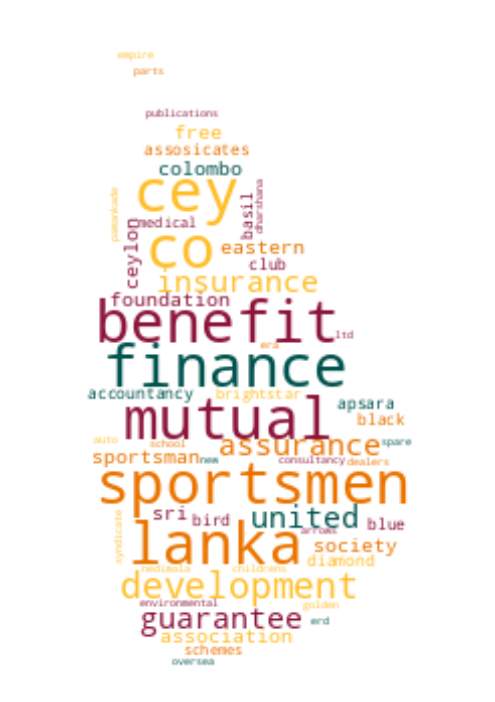 empire
parts
publications
free
assosicates
colombo
cey
pamankade
medical
basil
dharshana
ceylon
co
eastern
club
insurance
foundation
benefit
ltd
era
finance
accountancy
brightstar
apsara
mutual
black
auto
school
assurance
spare
sportsman
new
consultancy
dealers
sportsmen
sri
bird
united
blue
syndicate
lanka
arrows
society
diamond
nedimala
childrens
development
environmental
golden
guarantee
erd
association
schemes
oversea